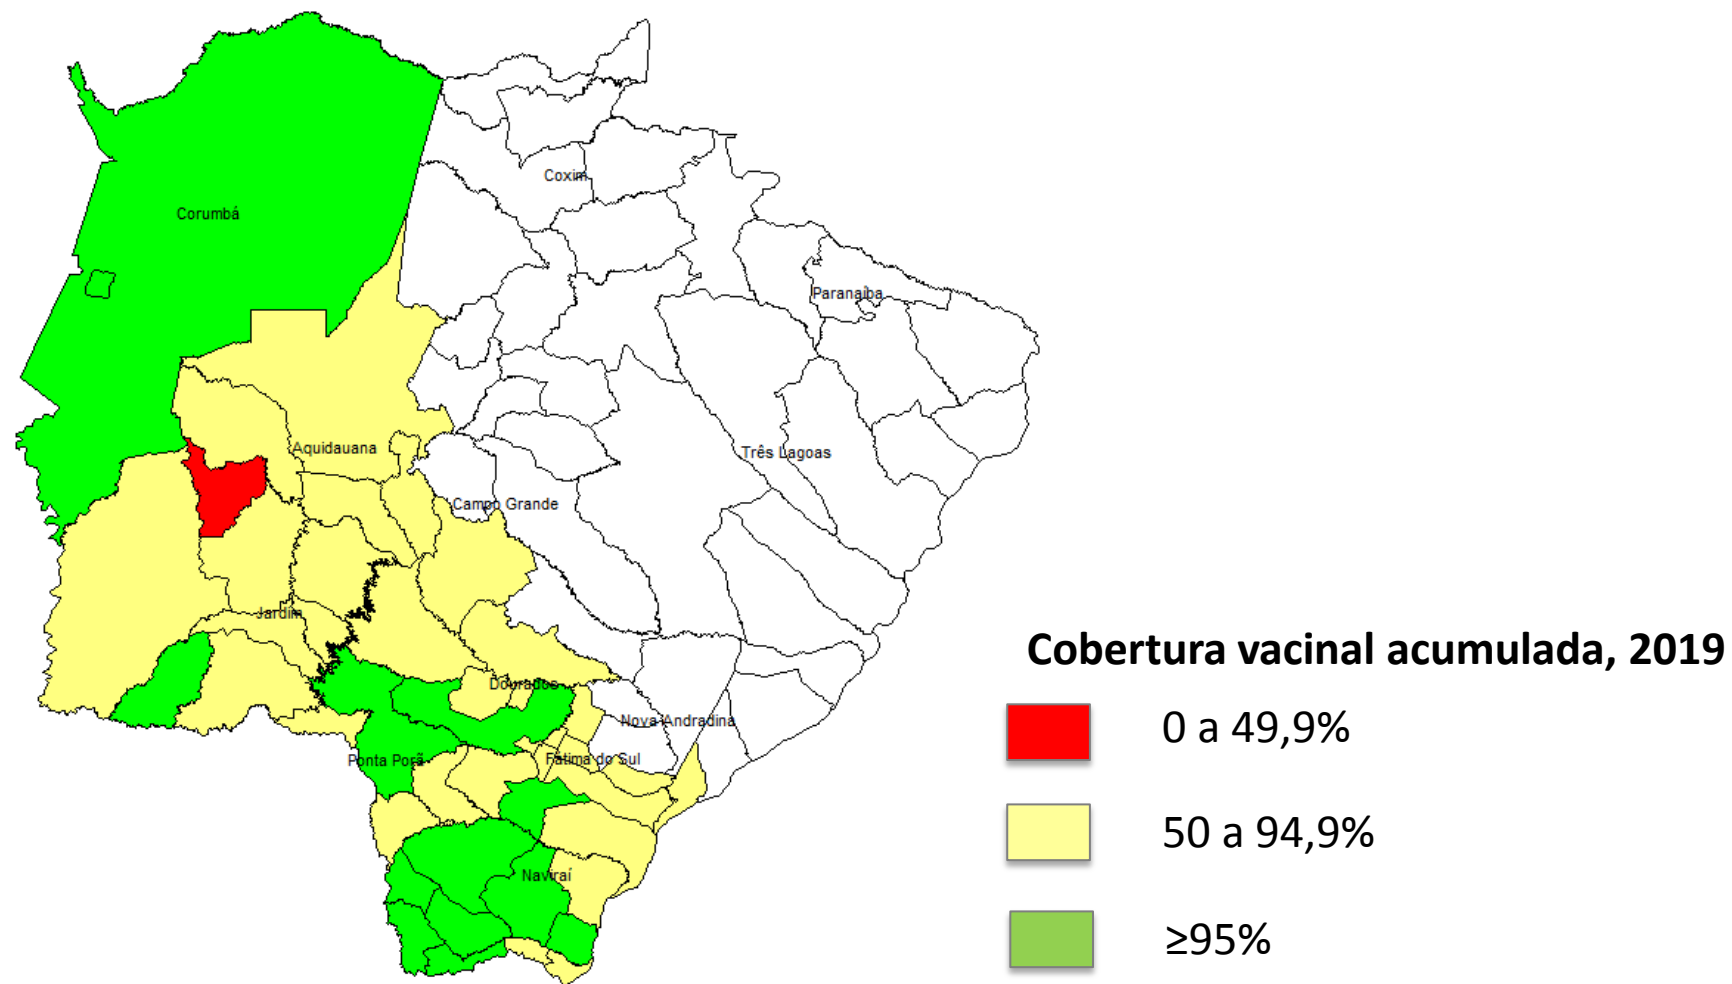 Coxim
Corumbá
Paranaíba
Aquidauana
Três Lagoas
Campo Grande
Jardim
Dourados
Nova Andradina
Ponta Porã
Fátima do Sul
Naviraí
Cobertura vacinal acumulada, 2019
0 a 49,9%
50 a 94,9%
≥95%